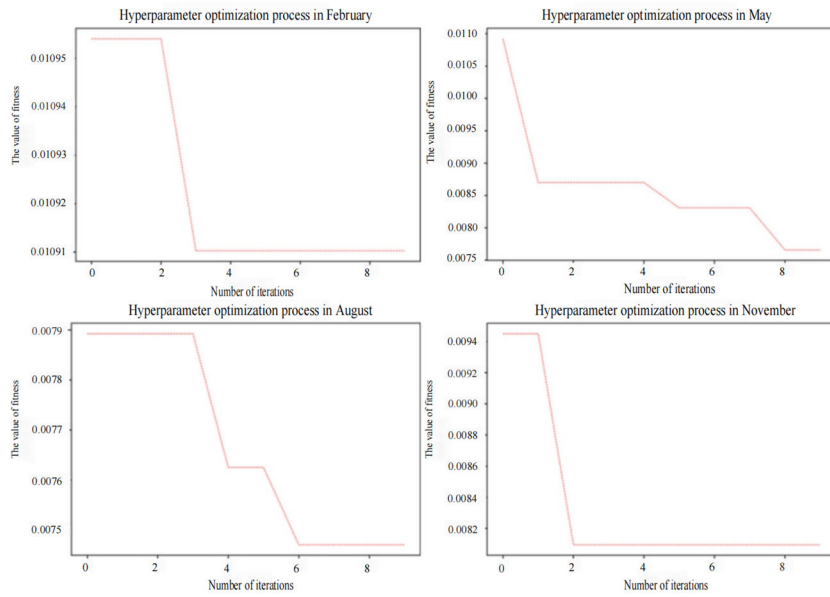 Hyperparameter optimization process in February
The value of fitness
0.01095
0.01094
0.01093
0.01092
0.01091
0 2 4 6 8
Number of iterations
Hyperparameter optimization process in May
The value of fitness
0.0110
0.0105
0.0100
0.0095
0.0090
0.0085
0.0080
0.0075
0 2 4 6 8
Number of iterations
Hyperparameter optimization process in August
The value of fitness
0.0079
0.0078
0.0077
0.0076
0.0075
0 2 4 6 8
Number of iterations
Hyperparameter optimization process in November
The value of fitness
0.0094
0.0092
0.0090
0.0088
0.0086
0.0084
0.0082
0 2 4 6 8
Number of iterations